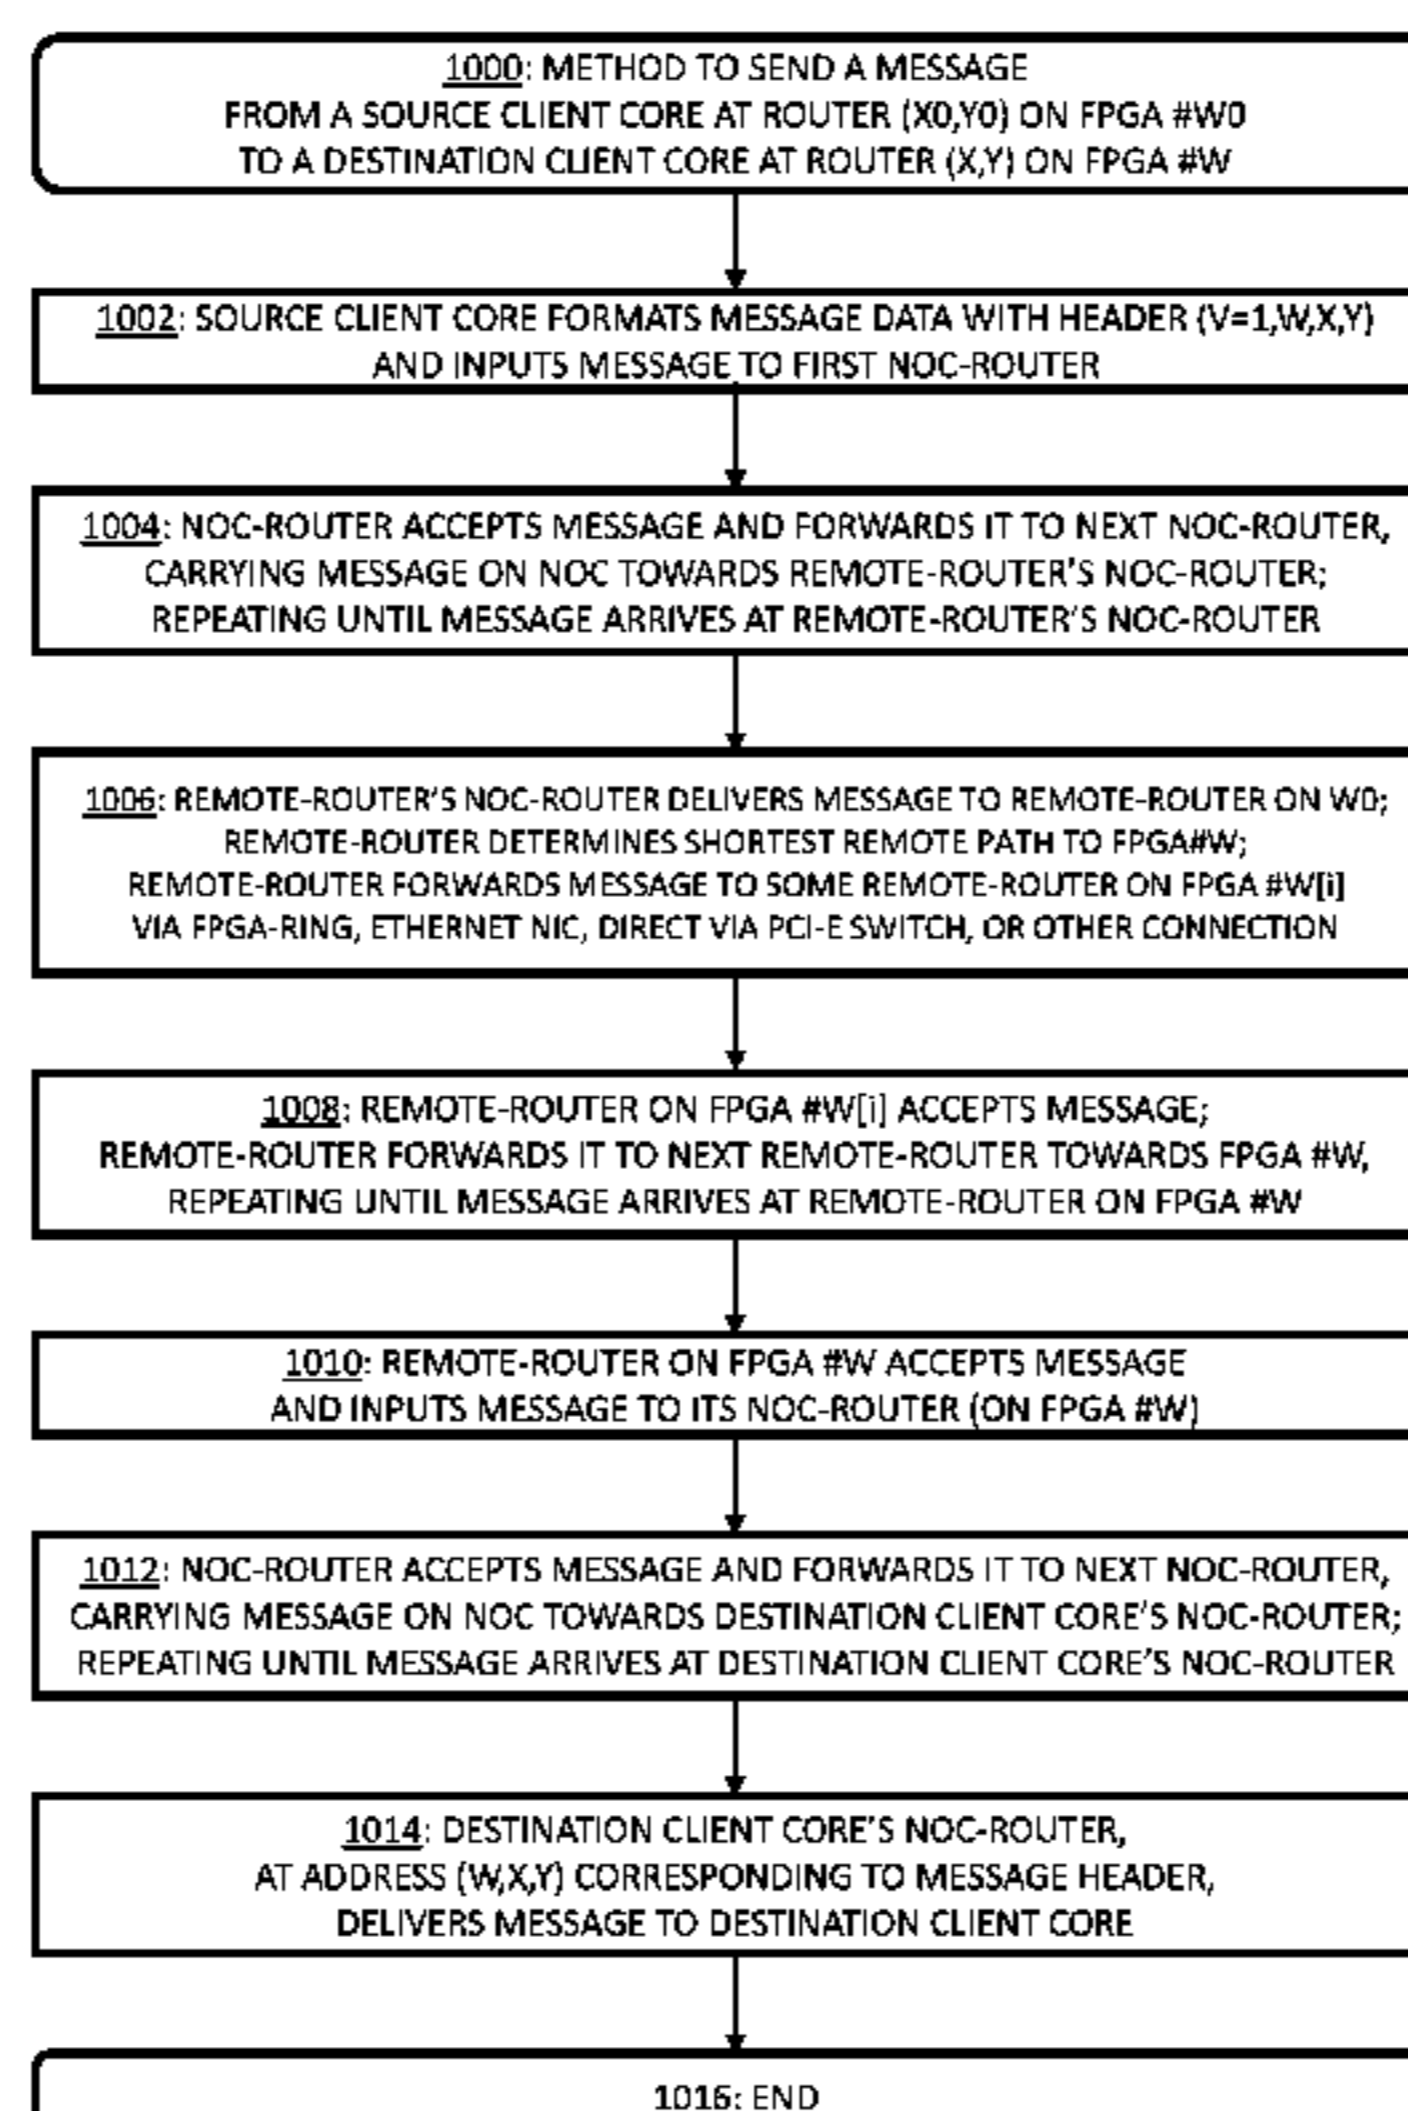 1000: METHOD TO SEND A MESSAGE
FROM A SOURCE CLIENT CORE AT ROUTER (X0,Y0) ON FPGA #W0
TO A DESTINATION CLIENT CORE AT ROUTER (X,Y) ON FPGA #W
1002: SOURCE CLIENT CORE FORMATS MESSAGE DATA WITH HEADER (V=1,W,X,Y)
AND INPUTS MESSAGE TO FIRST NOC-ROUTER
1004: NOC-ROUTER ACCEPTS MESSAGE AND FORWARDS IT TO NEXT NOC-ROUTER,
CARRYING MESSAGE ON NOC TOWARDS REMOTE-ROUTER'S NOC-ROUTER;
REPEATING UNTIL MESSAGE ARRIVES AT REMOTE-ROUTER'S NOC-ROUTER
1006: REMOTE-ROUTER'S NOC-ROUTER DELIVERS MESSAGE TO REMOTE-ROUTER ON W0;
REMOTE-ROUTER DETERMINES SHORTEST REMOTE PATH TO FPGA#W;
REMOTE-ROUTER FORWARDS MESSAGE TO SOME REMOTE-ROUTER ON FPGA #W[i]
VIA FPGA-RING, ETHERNET NIC, DIRECT VIA PCI-E SWITCH, OR OTHER CONNECTION
1008: REMOTE-ROUTER ON FPGA #W[i] ACCEPTS MESSAGE;
REMOTE-ROUTER FORWARDS IT TO NEXT REMOTE-ROUTER TOWARDS FPGA #W,
REPEATING UNTIL MESSAGE ARRIVES AT REMOTE-ROUTER ON FPGA #W
1010: REMOTE-ROUTER ON FPGA #W ACCEPTS MESSAGE
AND INPUTS MESSAGE TO ITS NOC-ROUTER (ON FPGA #W)
1012: NOC-ROUTER ACCEPTS MESSAGE AND FORWARDS IT TO NEXT NOC-ROUTER,
CARRYING MESSAGE ON NOC TOWARDS DESTINATION CLIENT CORE'S NOC-ROUTER;
REPEATING UNTIL MESSAGE ARRIVES AT DESTINATION CLIENT CORE'S NOC-ROUTER
1014: DESTINATION CLIENT CORE'S NOC-ROUTER,
AT ADDRESS (W,X,Y) CORRESPONDING TO MESSAGE HEADER,
DELIVERS MESSAGE TO DESTINATION CLIENT CORE
1016: END